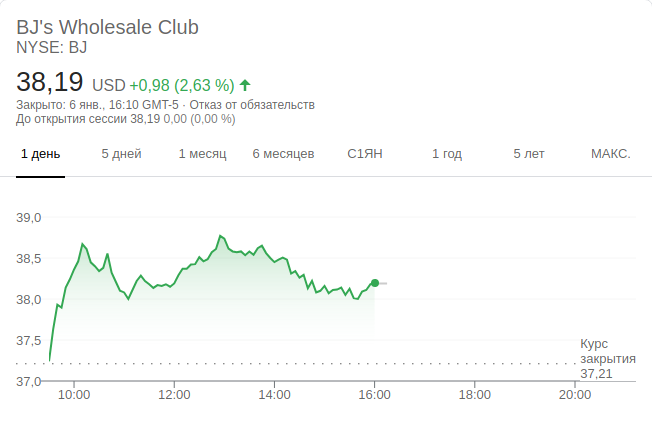 BJ's Wholesale Club
NYSE: BJ
38,19 USD +0,98 (2,63 %)
Закрыто: 6 янв., 16:10 GMT-5 · Отказ от обязательств
До открытия сессии 38,19 0,00 (0,00 %)
1 день 5 дней 1 месяц 6 месяцев С1ЯН 1 год 5 лет МАКС.
39,0
38,5
38,0
37,5
Курс
закрытия
37,21
37,0
10:00 12:00 14:00 16:00 18:00 20:00